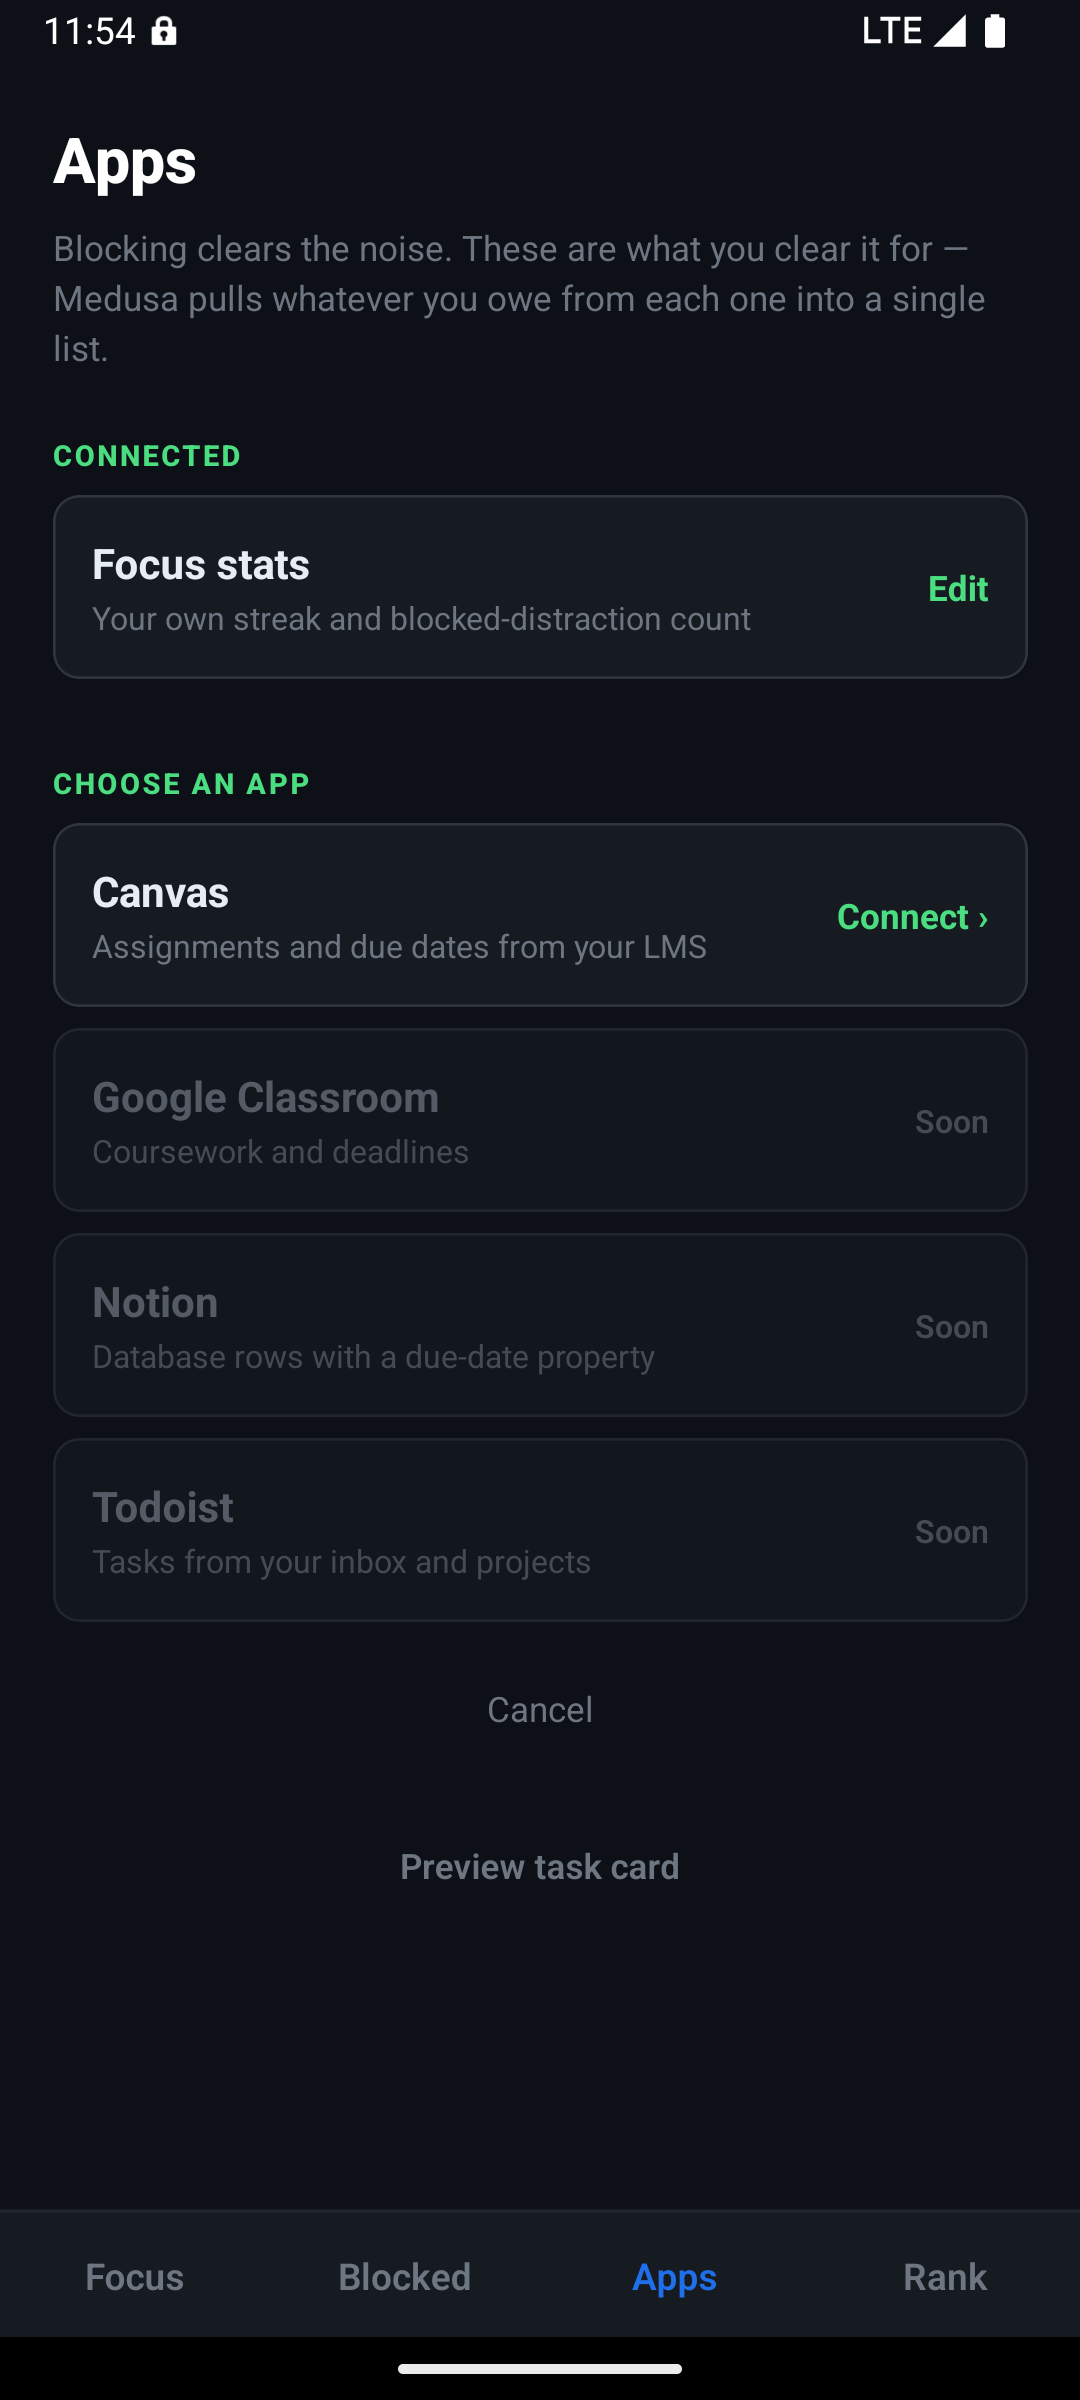 11:54
LTE
Apps
Blocking clears the noise. These are what you clear it for —
Medusa pulls whatever you owe from each one into a single
list.
CONNECTED
Focus stats
Your own streak and blocked-distraction count
Edit
CHOOSE AN APP
Canvas
Assignments and due dates from your LMS
Connect ›
Google Classroom
Coursework and deadlines
Soon
Notion
Database rows with a due-date property
Soon
Todoist
Tasks from your inbox and projects
Soon
Cancel
Preview task card
Focus
Blocked
Apps
Rank